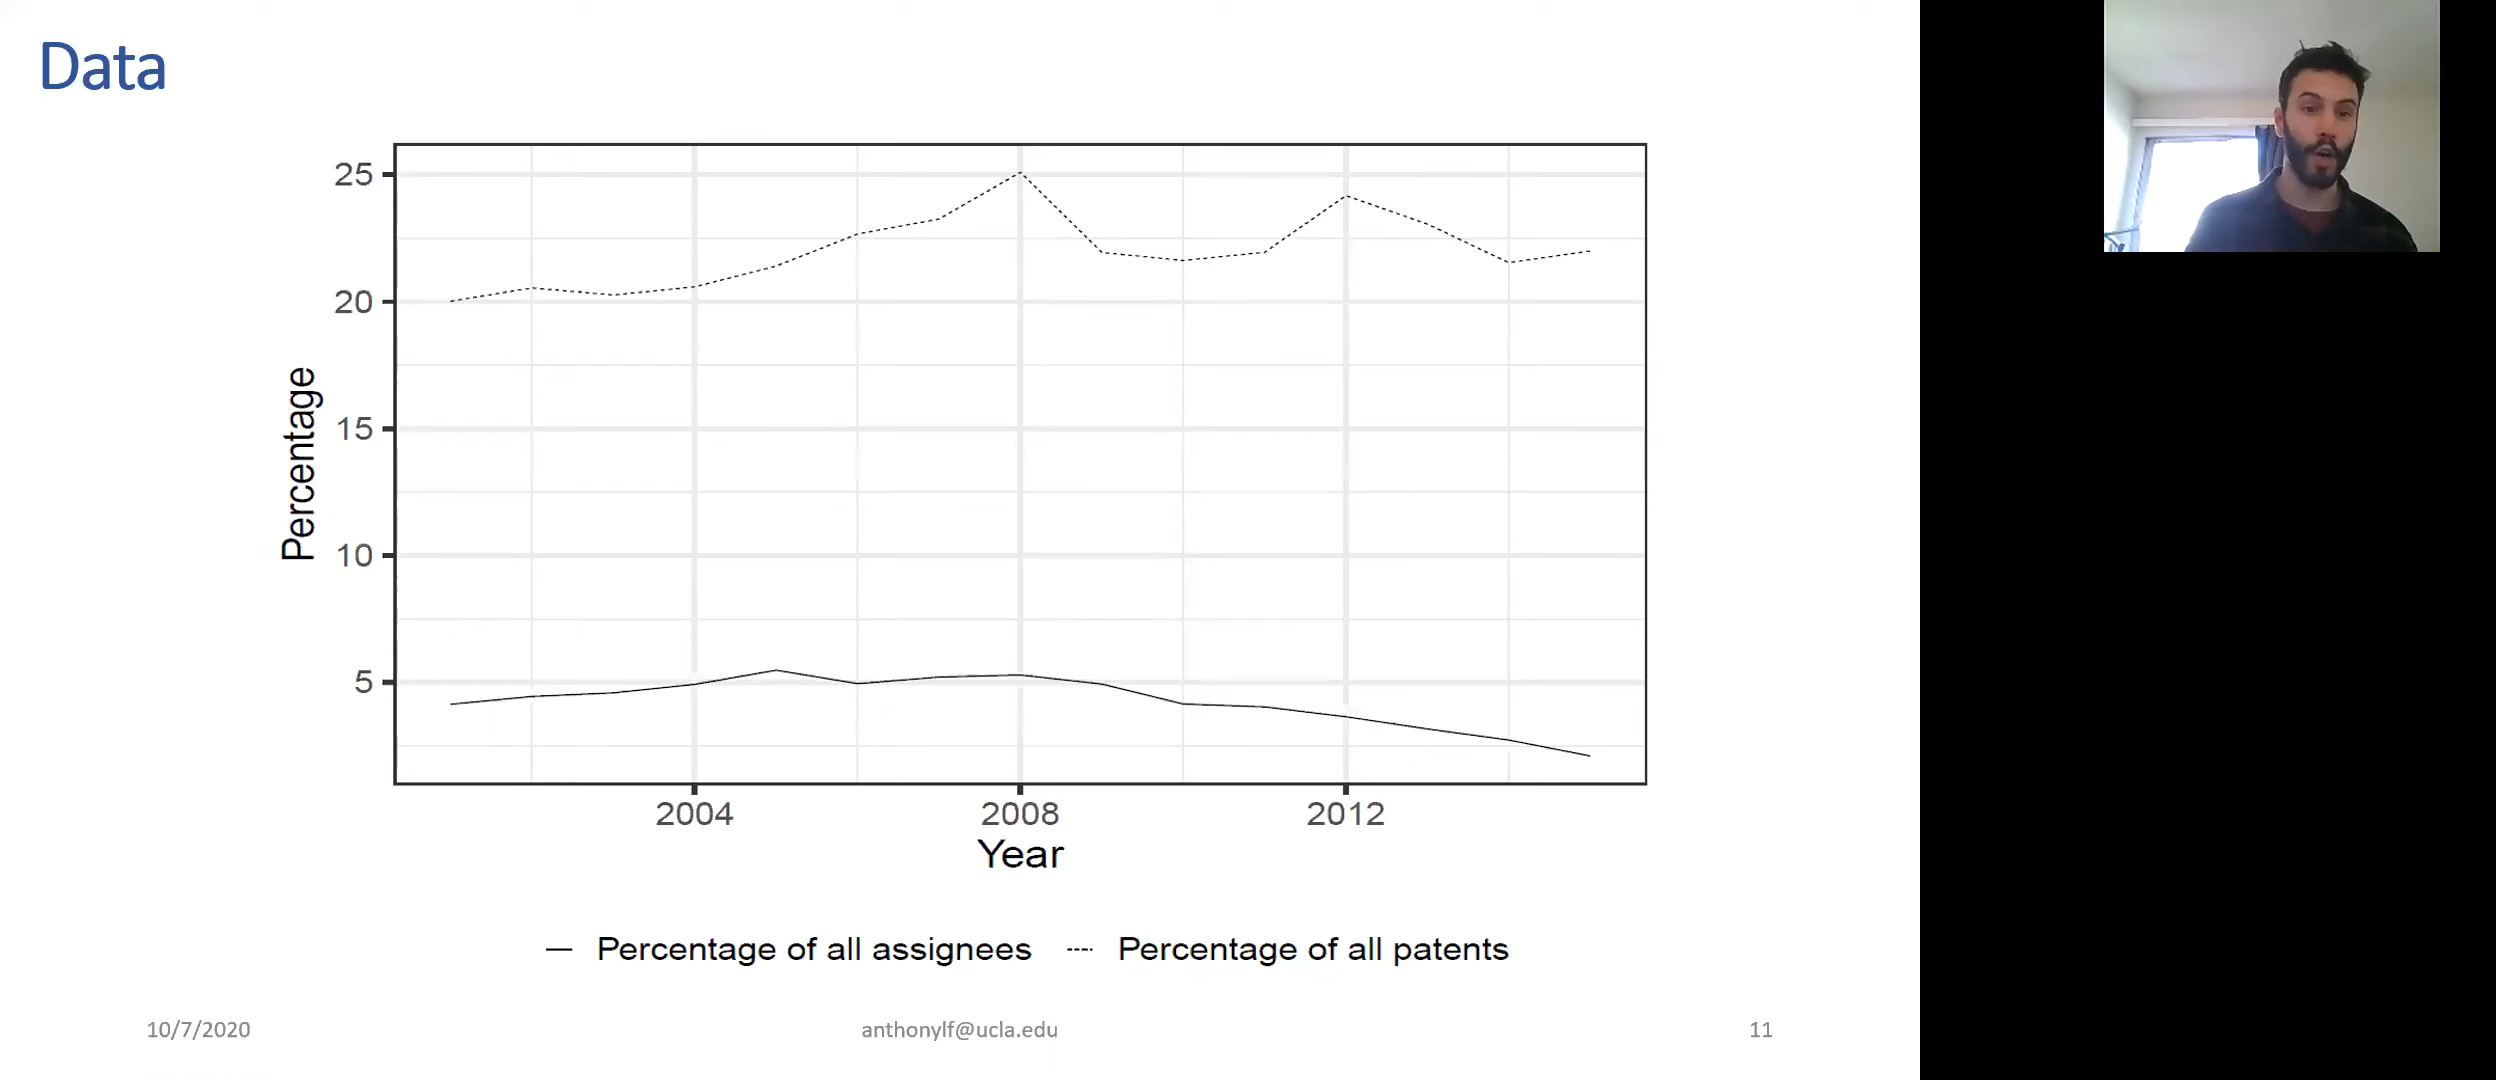 Data
25
20
15
10
5
Percentage
2004 2008 2012
Year
Percentage of all assignees Percentage of all patents
10/7/2020 anthonylf@ucla.edu 11